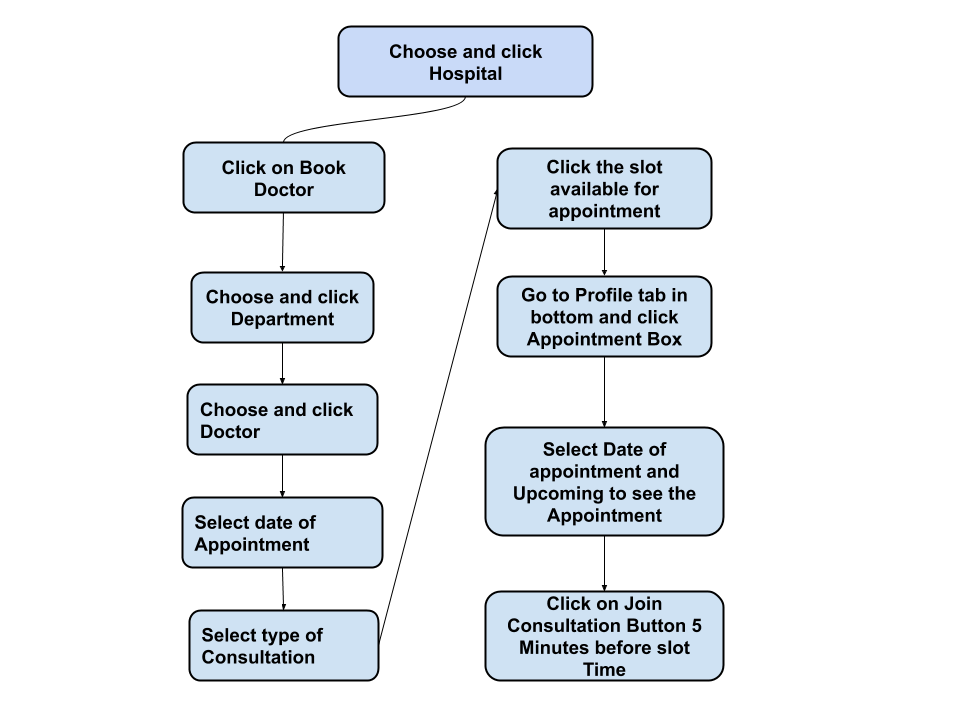 Choose and click
Hospital
Click on Book
Doctor
Choose and click
Department
Choose and click
Doctor
Select date of
Appointment
Select type of
Consultation
Click the slot
available for
appointment
Go to Profile tab in
bottom and click
Appointment Box
Select Date of
appointment and
Upcoming to see the
Appointment
Click on Join
Consultation Button 5
Minutes before slot
Time